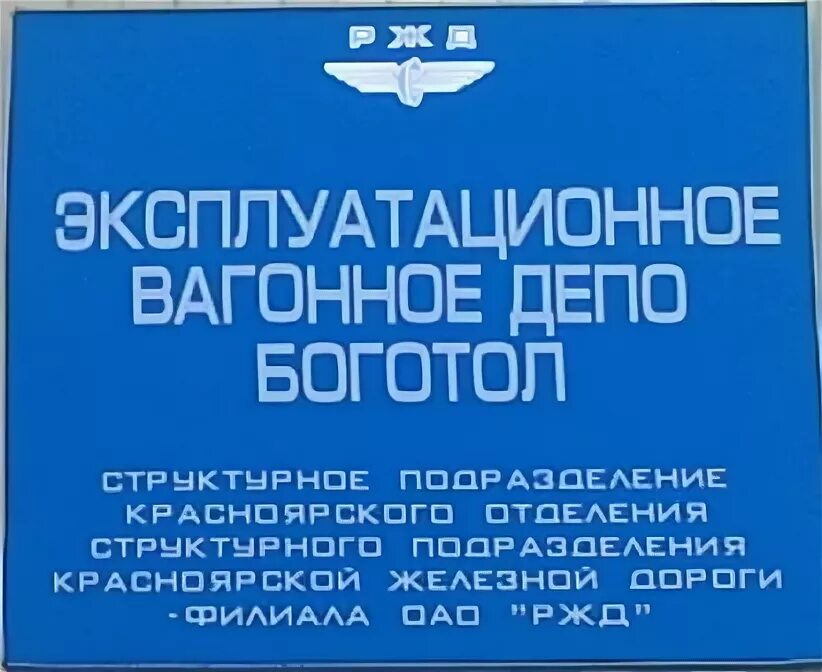 РЖД
ЭКСПЛУАТАЦИОННОЕ
ВАГОННОЕ ДЕПО
БОГОТОЛ
СТРУКТУРНОЕ ПОДРАЗДЕЛЕНИЕ
КРАСНОЯРСКОГО ОТДЕЛЕНИЯ
СТРУКТУРНОГО ПОДРАЗДЕЛЕНИЯ
КРАСНОЯРСКОЙ ЖЕЛЕЗНОЙ ДОРОГИ
-ФИЛИАЛА ОАО "РЖД"